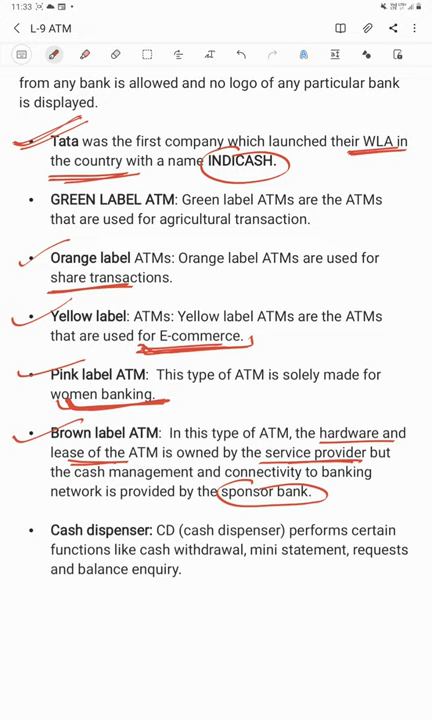 11:33
L-9 ATM
from any bank is allowed and no logo of any particular bank
is displayed.
• Tata was the first company which launched their WLA in
the country with a name INDICASH.
• GREEN LABEL ATM: Green label ATMs are the ATMs
that are used for agricultural transaction.
• Orange label ATMs: Orange label ATMs are used for
share transactions.
• Yellow label: ATMs: Yellow label ATMs are the ATMs
that are used for E-commerce.
• Pink label ATM: This type of ATM is solely made for
women banking.
• Brown label ATM: In this type of ATM, the hardware and
lease of the ATM is owned by the service provider but
the cash management and connectivity to banking
network is provided by the sponsor bank.
• Cash dispenser: CD (cash dispenser) performs certain
functions like cash withdrawal, mini statement, requests
and balance enquiry.